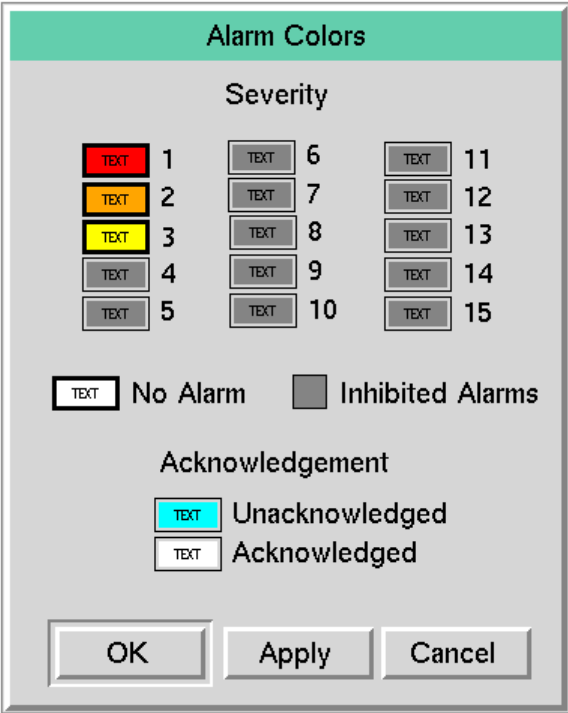 Alarm Colors
Severity
TEXT 1 TEXT 6 TEXT 11
TEXT 2 TEXT 7 TEXT 12
TEXT 3 TEXT 8 TEXT 13
TEXT 4 TEXT 9 TEXT 14
TEXT 5 TEXT 10 TEXT 15
TEXT No Alarm Inhibited Alarms
Acknowledgement
TEXT Unacknowledged
TEXT Acknowledged
OK Apply Cancel